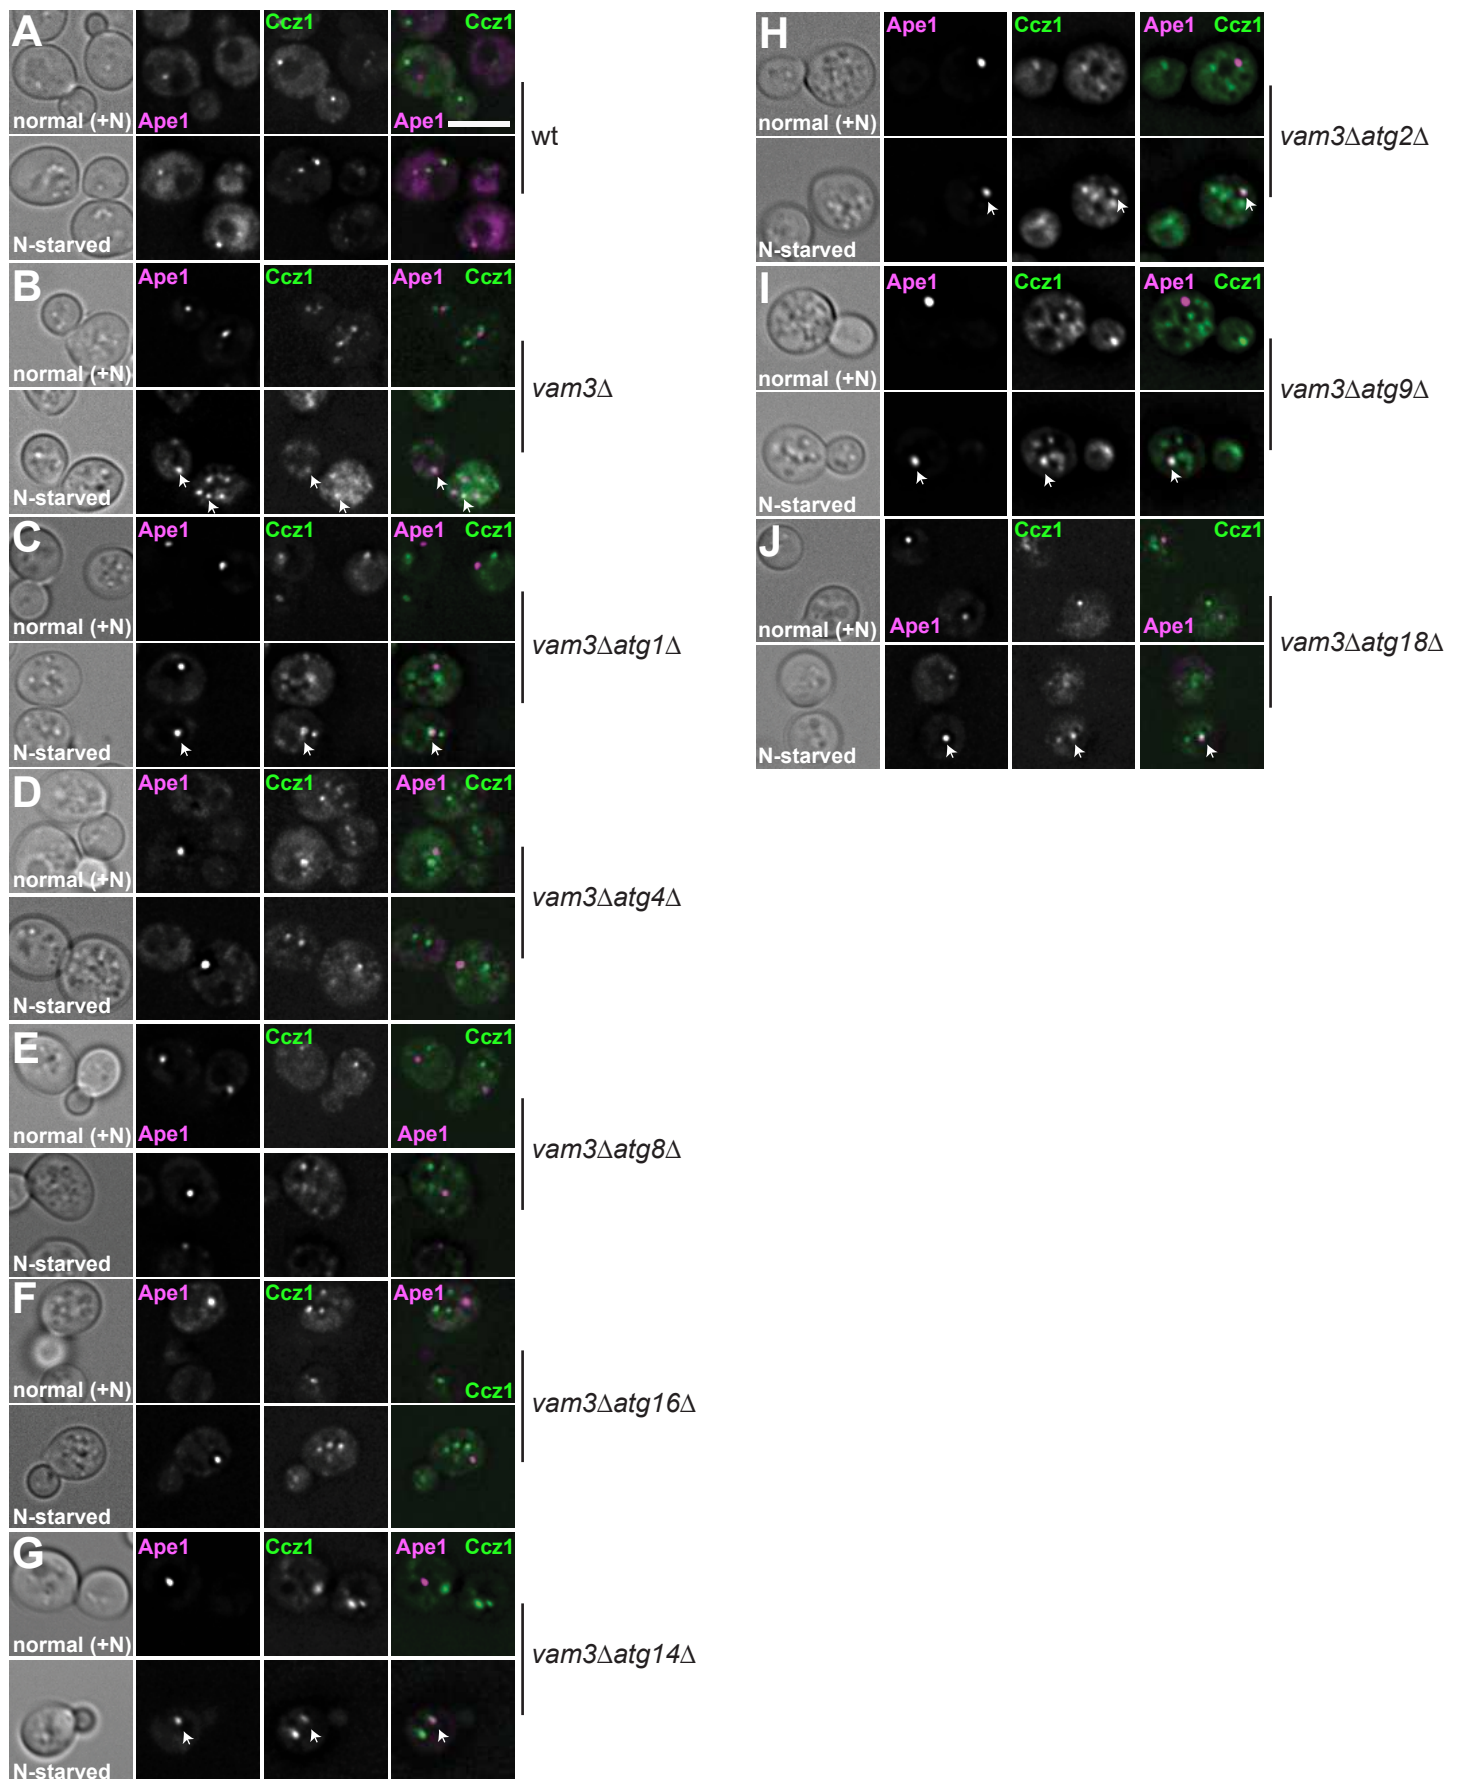 A
Ccz1
Ccz1
normal (+N)
Ape1
Ape1
wt
N-starved
B
Ape1
Ccz1
Ape1
Ccz1
normal (+N)
vam3Δ
N-starved
C
Ape1
Ccz1
Ape1
Ccz1
normal (+N)
vam3Δatg1Δ
N-starved
D
Ape1
Ccz1
Ape1
Ccz1
normal (+N)
vam3Δatg4Δ
N-starved
E
Ccz1
Ccz1
normal (+N)
Ape1
Ape1
vam3Δatg8Δ
N-starved
F
Ape1
Ccz1
Ape1
normal (+N)
Ccz1
vam3Δatg16Δ
N-starved
G
Ape1
Ccz1
Ape1
Ccz1
normal (+N)
vam3Δatg14Δ
N-starved
H
Ape1
Ccz1
Ape1
Ccz1
normal (+N)
vam3Δatg2Δ
N-starved
I
Ape1
Ccz1
Ape1
Ccz1
normal (+N)
vam3Δatg9Δ
N-starved
J
Ccz1
Ccz1
normal (+N)
Ape1
Ape1
vam3Δatg18Δ
N-starved